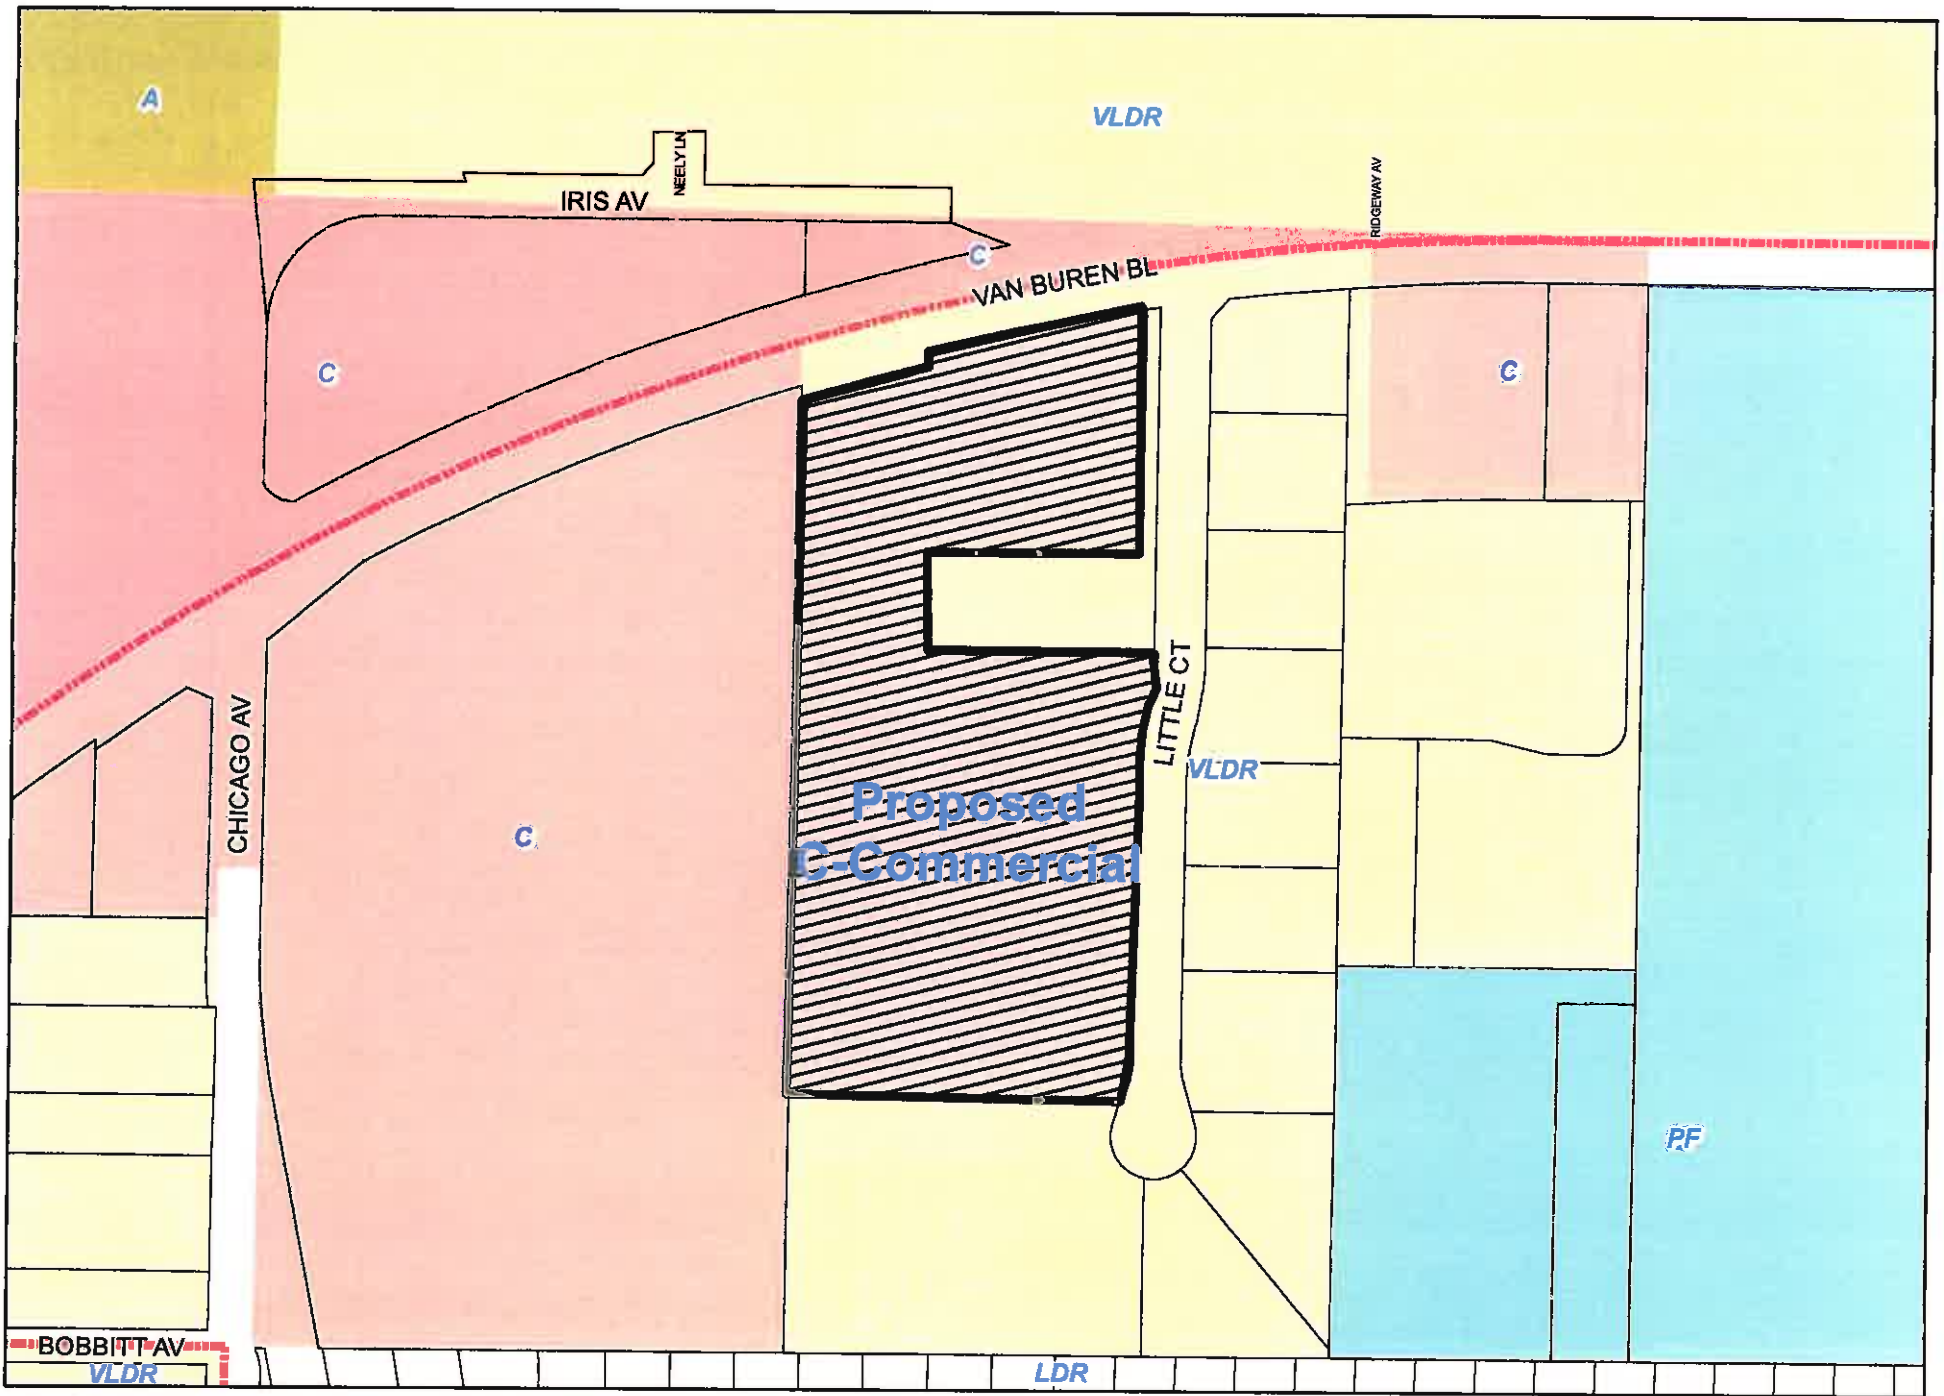 A
VLDR
NEELY LN
RIDGEWAY AV
IRIS AV
C
VAN BUREN BL
C
C
LITTLE CT
CHICAGO AV
VLDR
Proposed
C-Commercial
C
PF
BOBBITT AV
VLDR
LDR